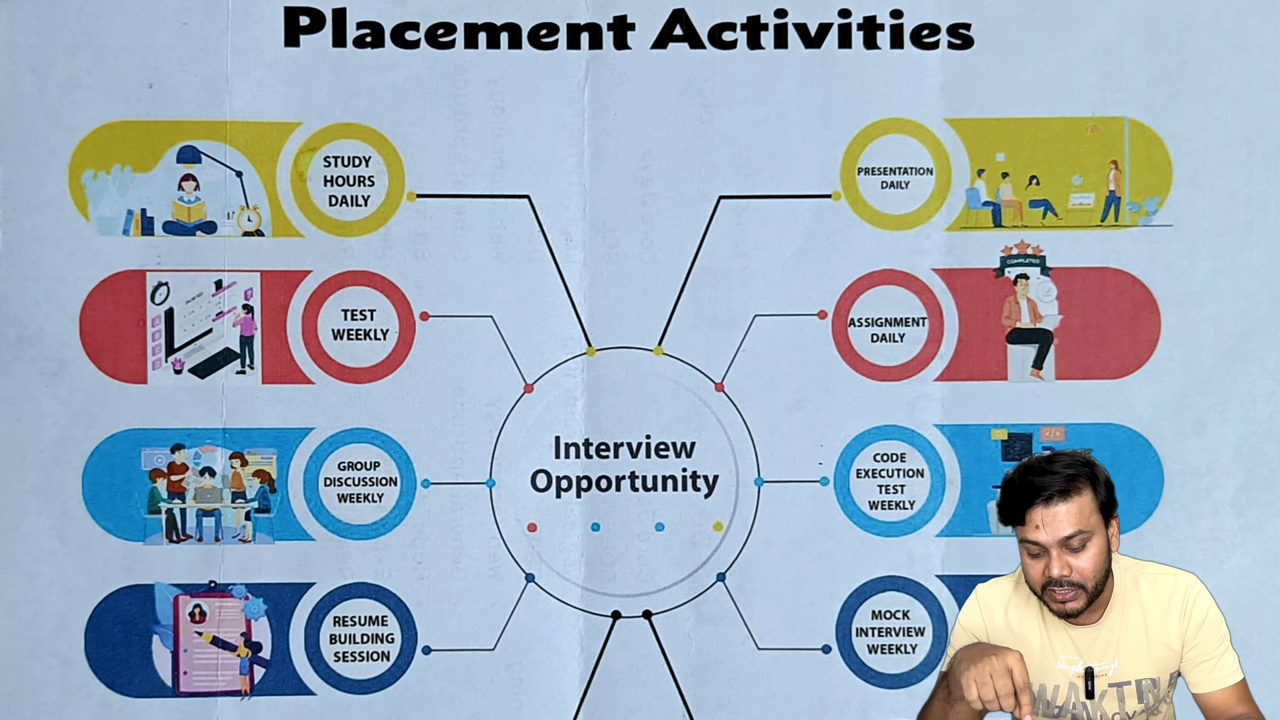 Placement Activities
STUDY
HOURS
DAILY
PRESENTATION
DAILY
TEST
WEEKLY
ASSIGNMENT
DAILY
COMPLETED
Interview
Opportunity
GROUP
DISCUSSION
WEEKLY
CODE
EXECUTION
TEST
WEEKLY
RESUME
BUILDING
SESSION
MOCK
INTERVIEW
WEEKLY